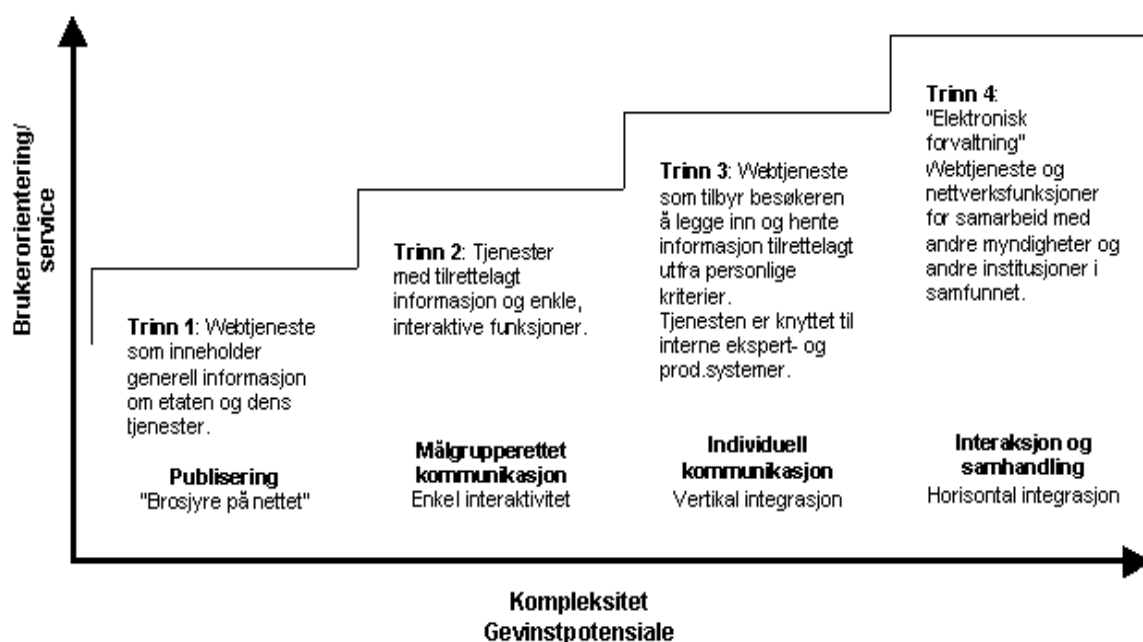 Brukerorientering/
service
Trinn 1: Webtjeneste
som inneholder
generell informasjon
om etaten og dens
tjenester.
Publisering
"Brosjyre på nettet"
Trinn 2: Tjenester
med tilrettelagt
informasjon og enkle,
interaktive funksjoner.
Målgrupperettet
kommunikasjon
Enkel interaktivitet
Trinn 3: Webtjeneste
som tilbyr besøkeren
å legge inn og hente
informasjon tilrettelagt
utfra personlige
kriterier.
Tjenesten er knyttet til
interne ekspert- og
prod.systemer.
Individuell
kommunikasjon
Vertikal integrasjon
Trinn 4:
"Elektronisk
forvaltning"
Webtjeneste og
nettverksfunksjoner
for samarbeid med
andre myndigheter og
andre institusjoner i
samfunnet.
Interaksjon og
samhandling
Horisontal integrasjon
Kompleksitet
Gevinstpotensiale